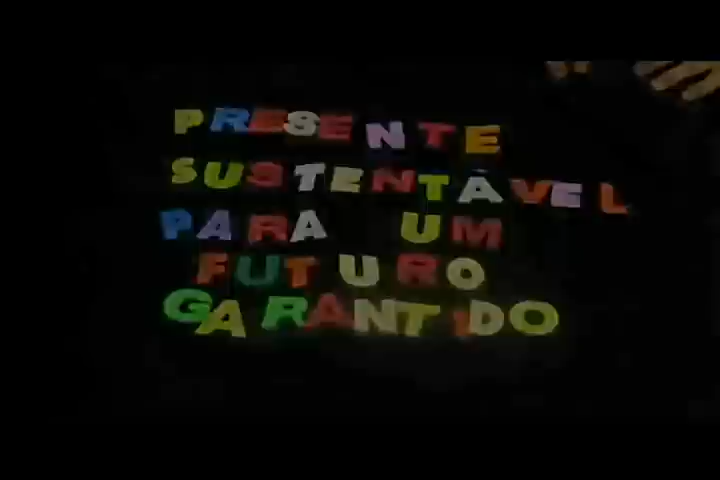 PRESENTE
SUSTENTÁVEL
PARA UM
FUTURO
GARANTIDO